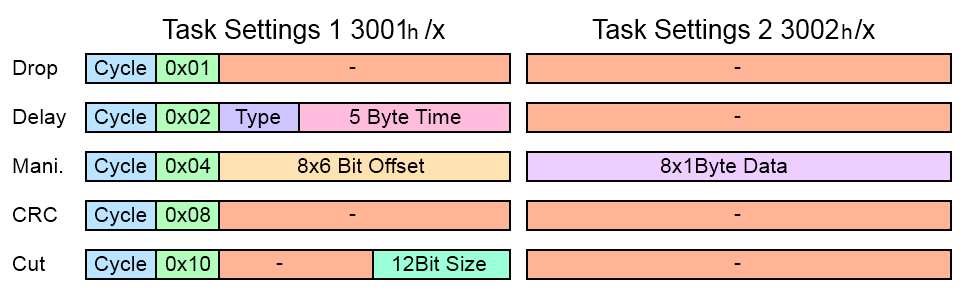 Task Settings 1 3001h /x Task Settings 2 3002h/x
Drop Cycle 0x01 - -
Delay Cycle 0x02 Type 5 Byte Time -
Mani. Cycle 0x04 8x6 Bit Offset 8x1Byte Data
CRC Cycle 0x08 - -
Cut Cycle 0x10 - 12Bit Size -